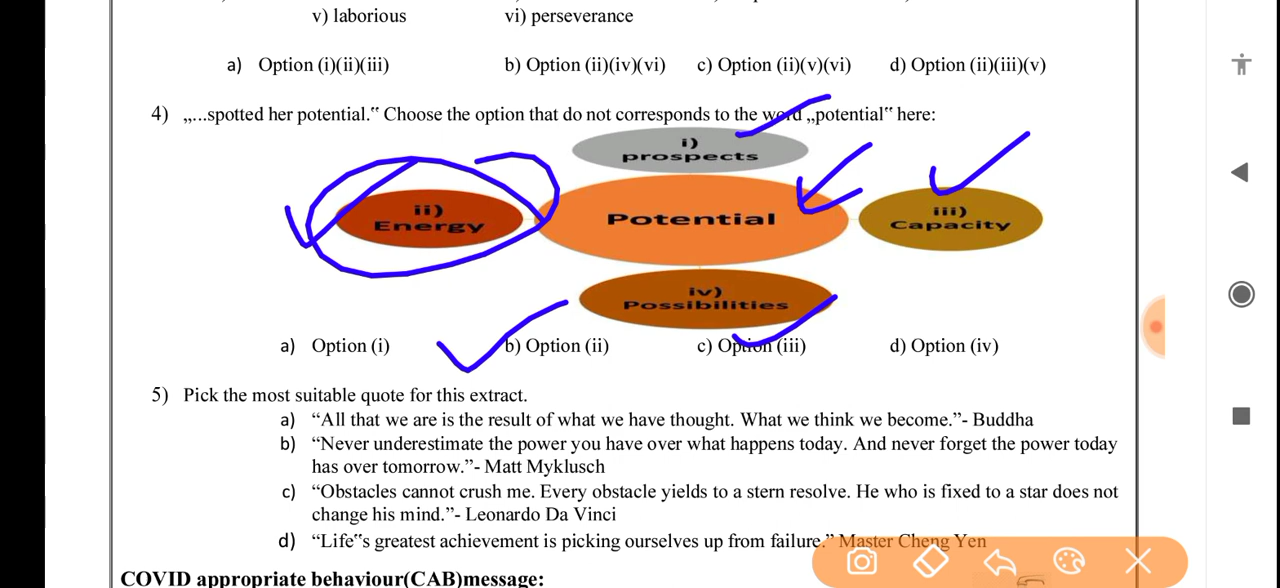 v) laborious vi) perseverance
a) Option (i)(ii)(iii) b) Option (ii)(iv)(vi) c) Option (ii)(v)(vi) d) Option (ii)(iii)(v)
4) „...spotted her potential.‟ Choose the option that do not corresponds to the word „potential‟ here:
i)
prospects
ii)
Energy
Potential
iii)
Capacity
iv)
Possibilities
a) Option (i) b) Option (ii) c) Option (iii) d) Option (iv)
5) Pick the most suitable quote for this extract.
a) “All that we are is the result of what we have thought. What we think we become.”- Buddha
b) “Never underestimate the power you have over what happens today. And never forget the power today
has over tomorrow.”- Matt Myklusch
c) “Obstacles cannot crush me. Every obstacle yields to a stern resolve. He who is fixed to a star does not
change his mind.”- Leonardo Da Vinci
d) “Life‟s greatest achievement is picking ourselves up from failure.” Master Cheng Yen
COVID appropriate behaviour(CAB)message: